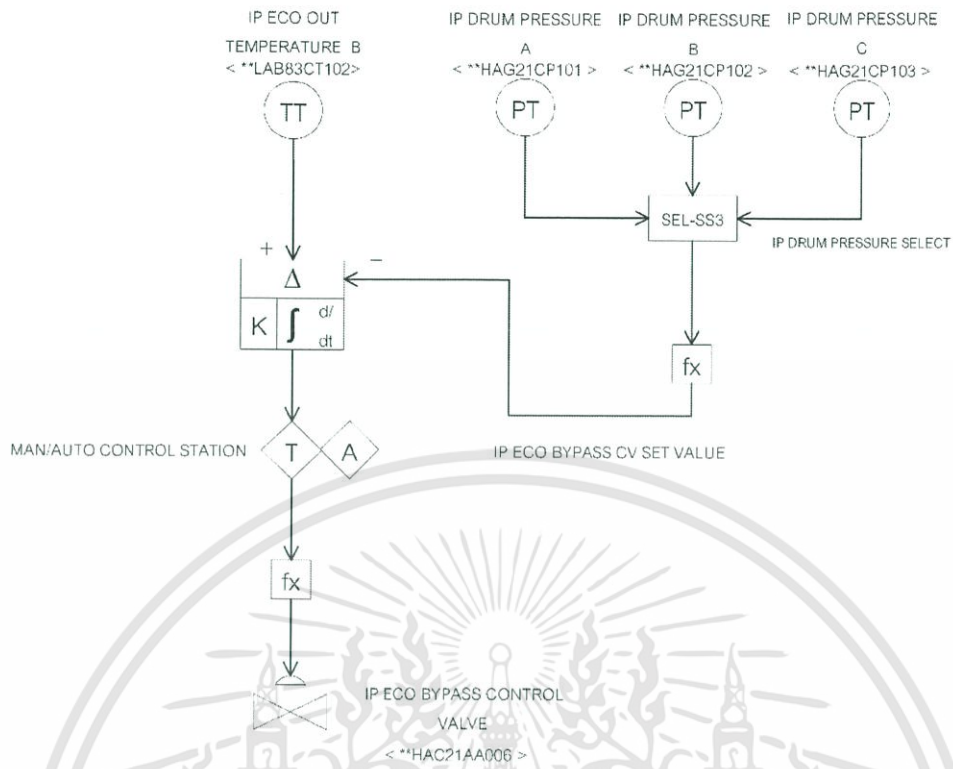 IP ECO OUT
TEMPERATURE B
< **LAB83CT102>
TT
IP DRUM PRESSURE
A
< **HAG21CP101 >
PT
IP DRUM PRESSURE
B
< **HAG21CP102 >
PT
IP DRUM PRESSURE
C
< **HAG21CP103 >
PT
SEL-SS3
IP DRUM PRESSURE SELECT
+
−
Δ
K
∫
d/
dt
fx
MAN/AUTO CONTROL STATION
T
A
IP ECO BYPASS CV SET VALUE
fx
IP ECO BYPASS CONTROL
VALVE
< **HAC21AA006 >